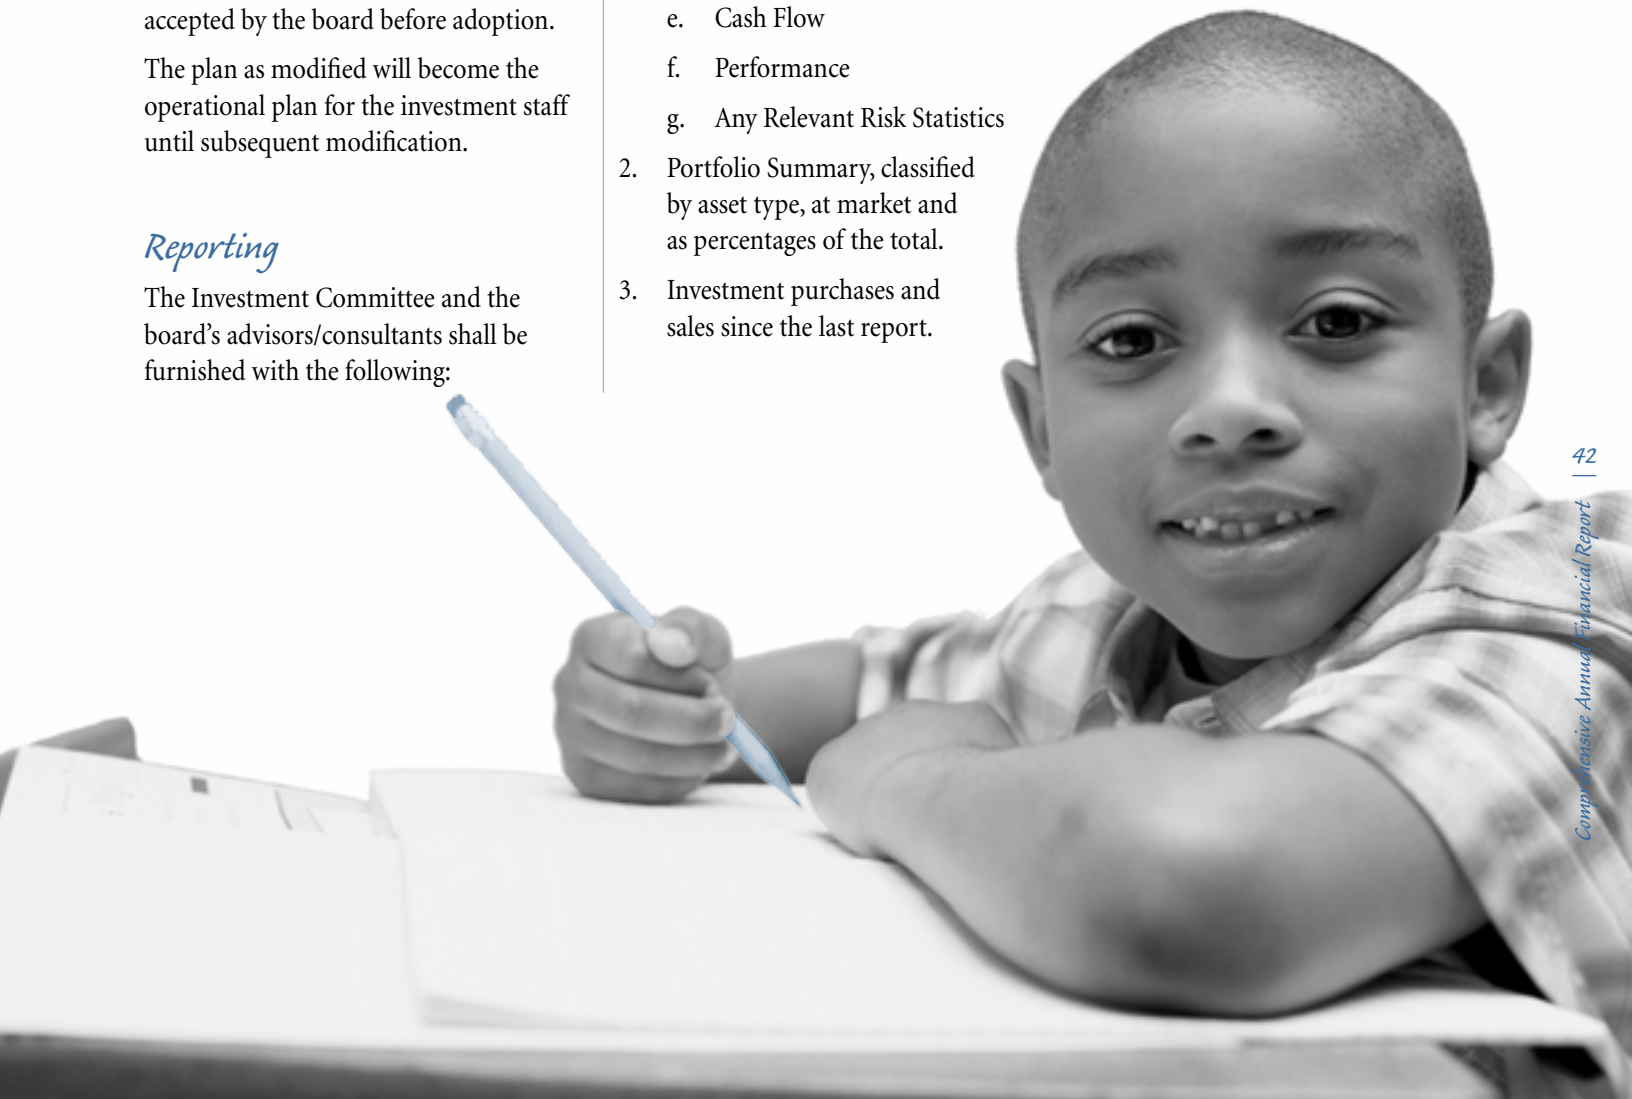 accepted by the board before adoption.
The plan as modified will become the
operational plan for the investment staff
until subsequent modification.
Reporting
The Investment Committee and the
board’s advisors/consultants shall be
furnished with the following:
e. Cash Flow
f. Performance
g. Any Relevant Risk Statistics
2. Portfolio Summary, classified
by asset type, at market and
as percentages of the total.
3. Investment purchases and
sales since the last report.
42
Comprehensive Annual Financial Report